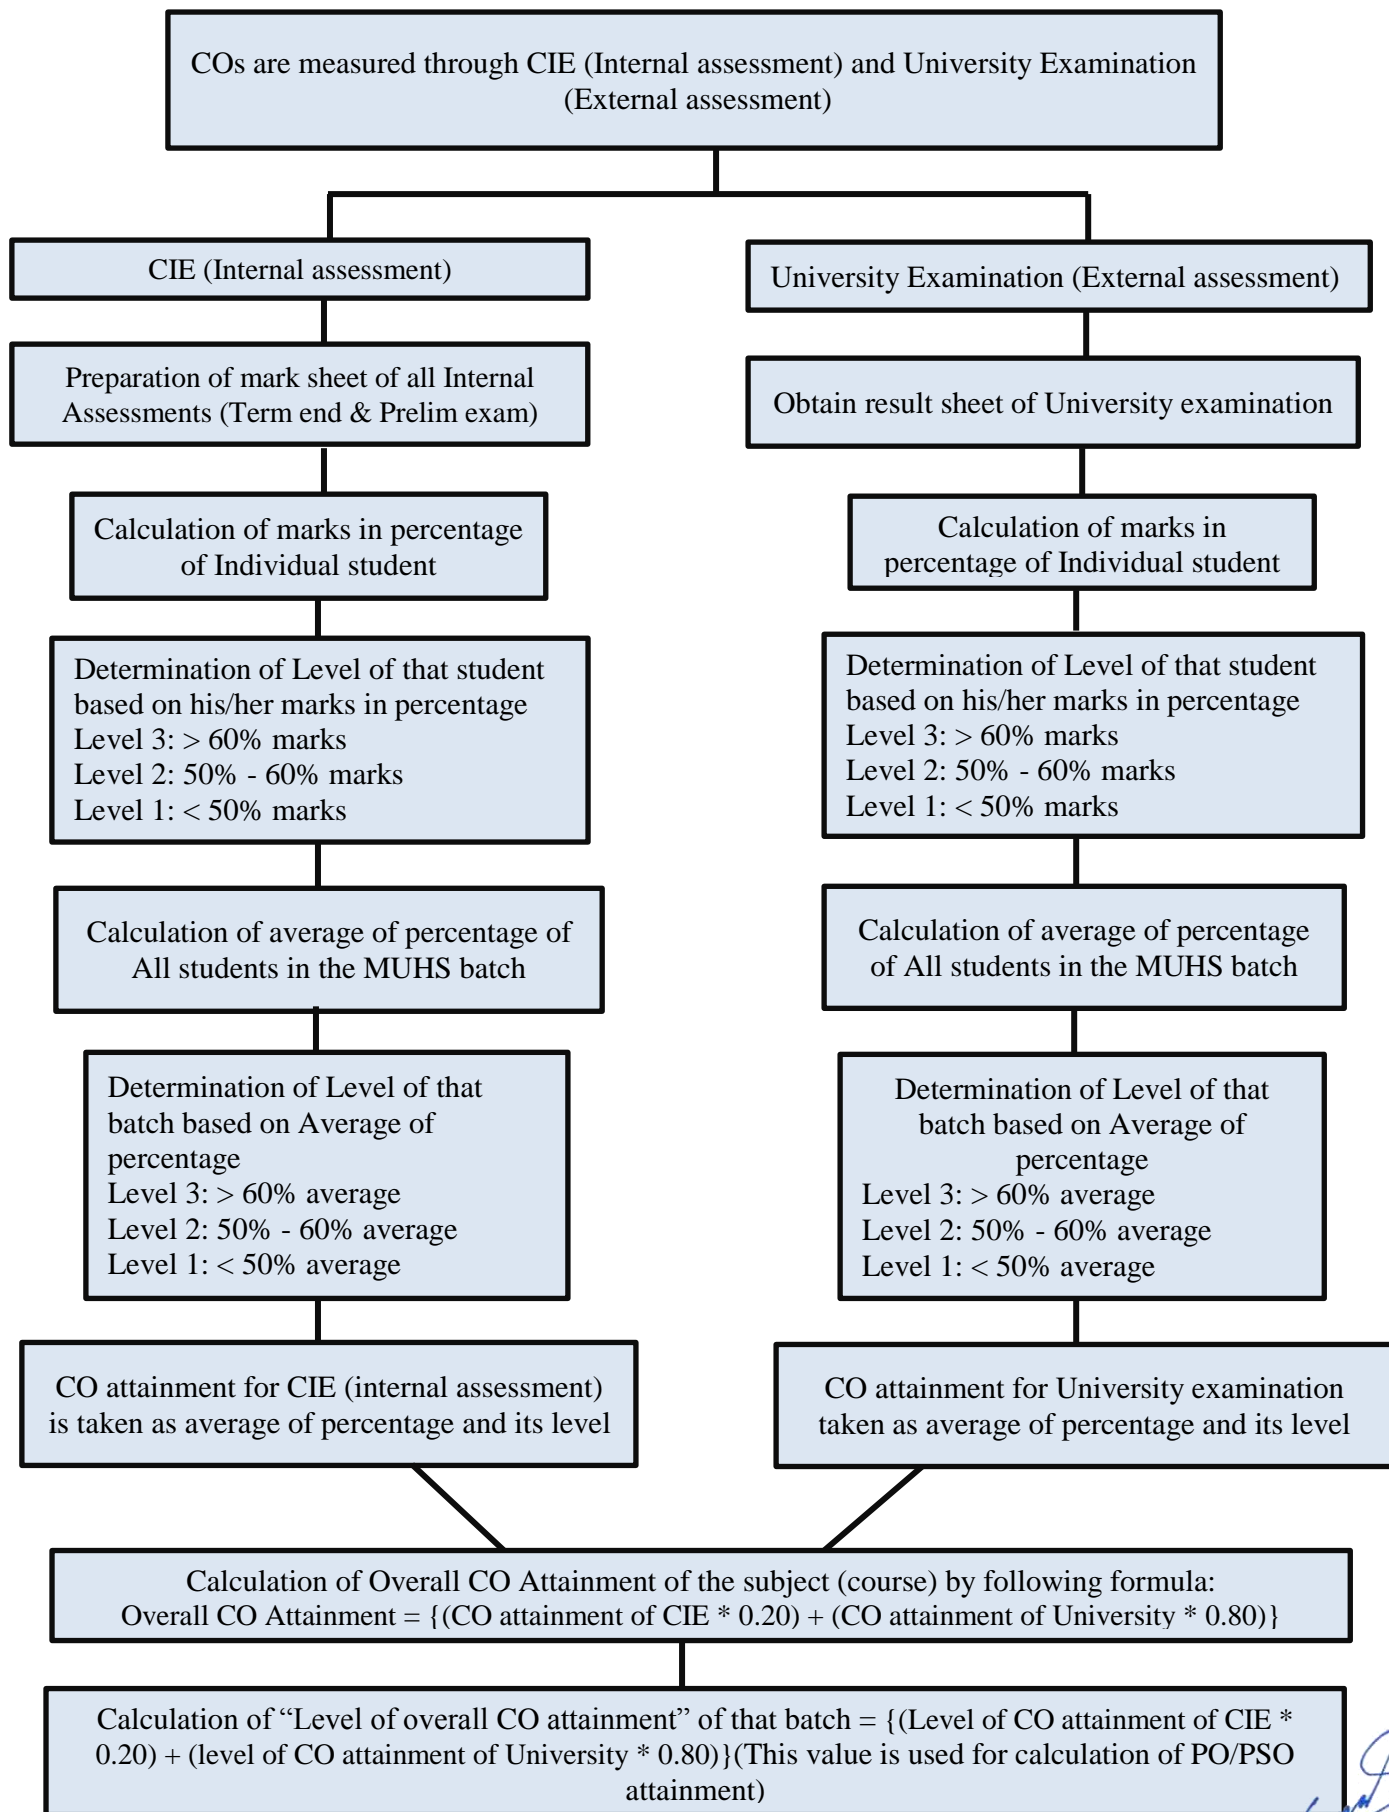 COs are measured through CIE (Internal assessment) and University Examination
(External assessment)
CIE (Internal assessment)
University Examination (External assessment)
Preparation of mark sheet of all Internal
Assessments (Term end & Prelim exam)
Obtain result sheet of University examination
Calculation of marks in percentage
of Individual student
Calculation of marks in
percentage of Individual student
Determination of Level of that student
based on his/her marks in percentage
Level 3: > 60% marks
Level 2: 50% - 60% marks
Level 1: < 50% marks
Determination of Level of that student
based on his/her marks in percentage
Level 3: > 60% marks
Level 2: 50% - 60% marks
Level 1: < 50% marks
Calculation of average of percentage of
All students in the MUHS batch
Calculation of average of percentage
of All students in the MUHS batch
Determination of Level of that
batch based on Average of
percentage
Level 3: > 60% average
Level 2: 50% - 60% average
Level 1: < 50% average
Determination of Level of that
batch based on Average of
percentage
Level 3: > 60% average
Level 2: 50% - 60% average
Level 1: < 50% average
CO attainment for CIE (internal assessment)
is taken as average of percentage and its level
CO attainment for University examination
taken as average of percentage and its level
Calculation of Overall CO Attainment of the subject (course) by following formula:
Overall CO Attainment = {(CO attainment of CIE * 0.20) + (CO attainment of University * 0.80)}
Calculation of “Level of overall CO attainment” of that batch = {(Level of CO attainment of CIE *
0.20) + (level of CO attainment of University * 0.80)}(This value is used for calculation of PO/PSO
attainment)